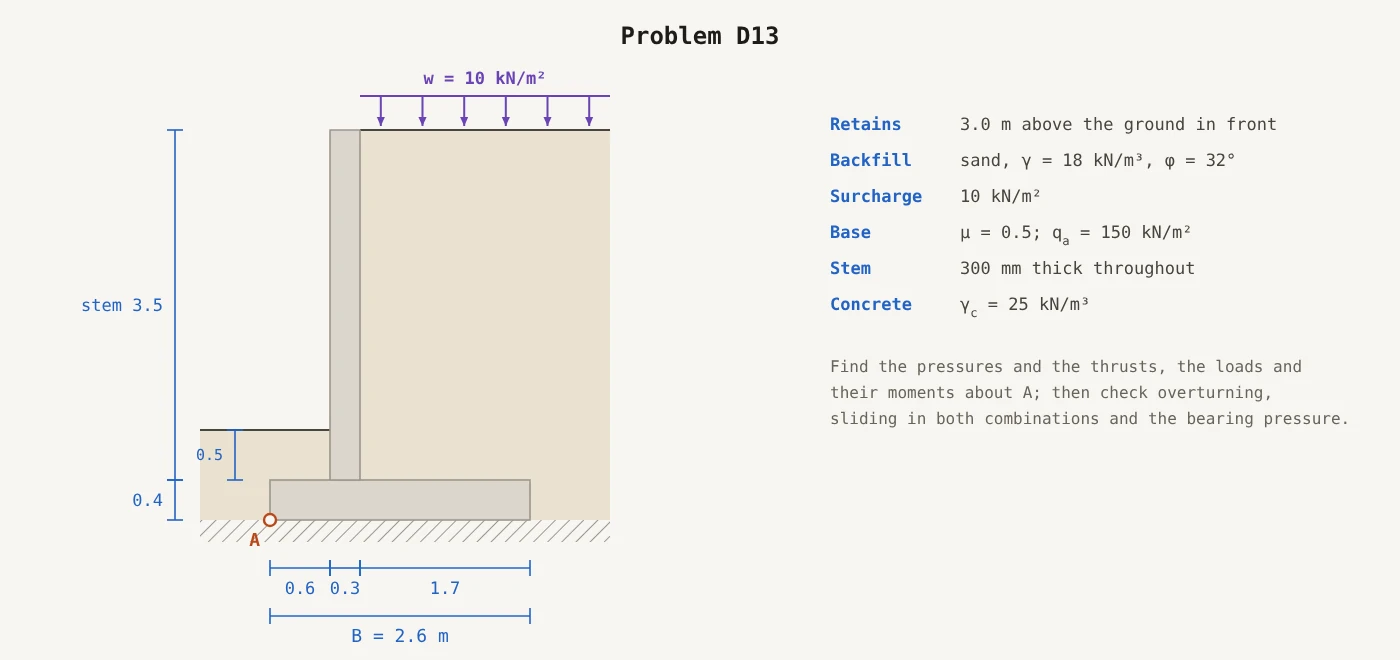 Problem D13
w = 10 kN/m²
stem 3.5
0.5
0.4
A
0.6 0.3 1.7
B = 2.6 m
Retains 3.0 m above the ground in front
Backfill sand, γ = 18 kN/m³, φ = 32°
Surcharge 10 kN/m²
Base μ = 0.5; qa = 150 kN/m²
Stem 300 mm thick throughout
Concrete γc = 25 kN/m³
Find the pressures and the thrusts, the loads and
their moments about A; then check overturning,
sliding in both combinations and the bearing pressure.